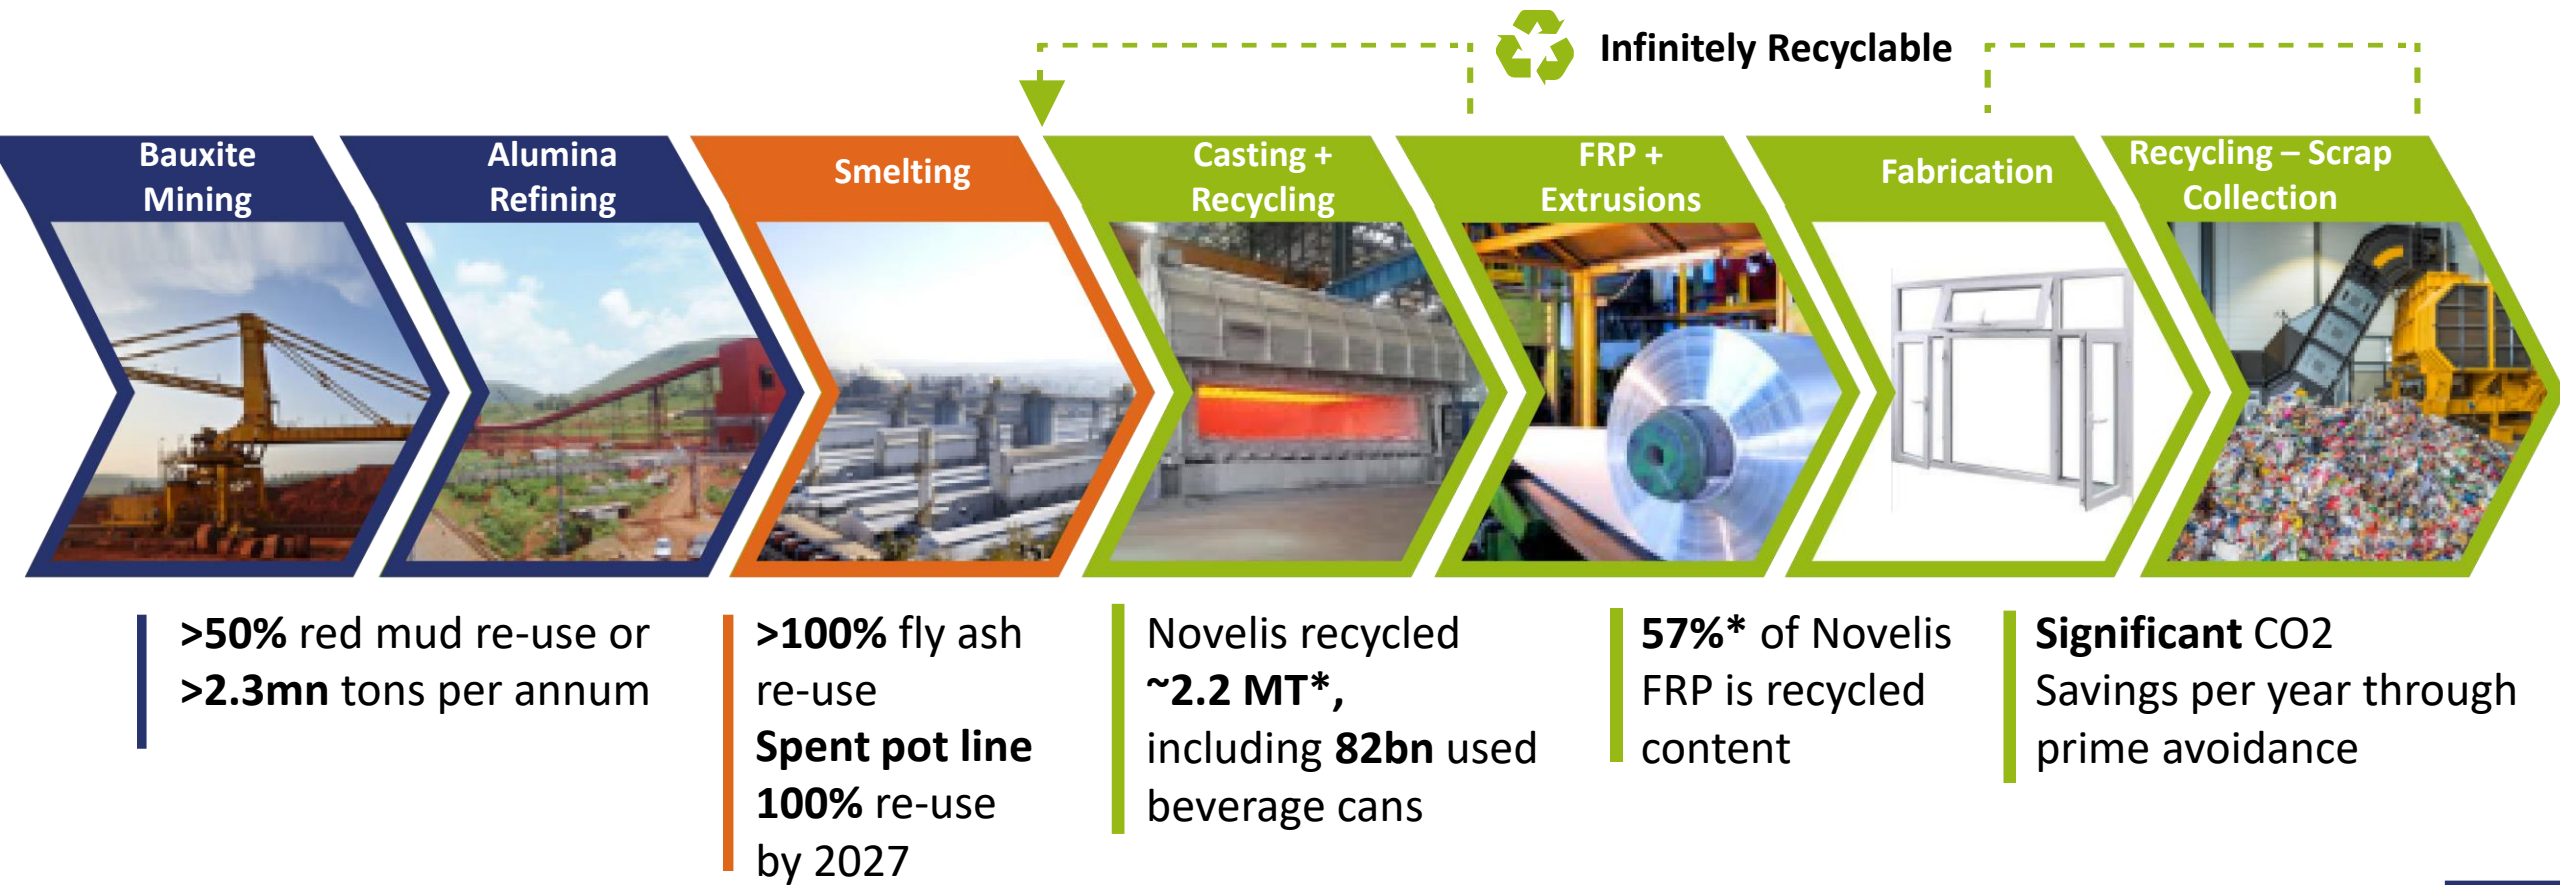 Infinitely Recyclable
Bauxite
Mining
Alumina
Refining
Smelting
Casting +
Recycling
FRP +
Extrusions
Fabrication
Recycling – Scrap
Collection
>50% red mud re-use or
>2.3mn tons per annum
>100% fly ash
re-use
Spent pot line
100% re-use
by 2027
Novelis recycled
~2.2 MT*,
including 82bn used
beverage cans
57%* of Novelis
FRP is recycled
content
Significant CO2
Savings per year through
prime avoidance